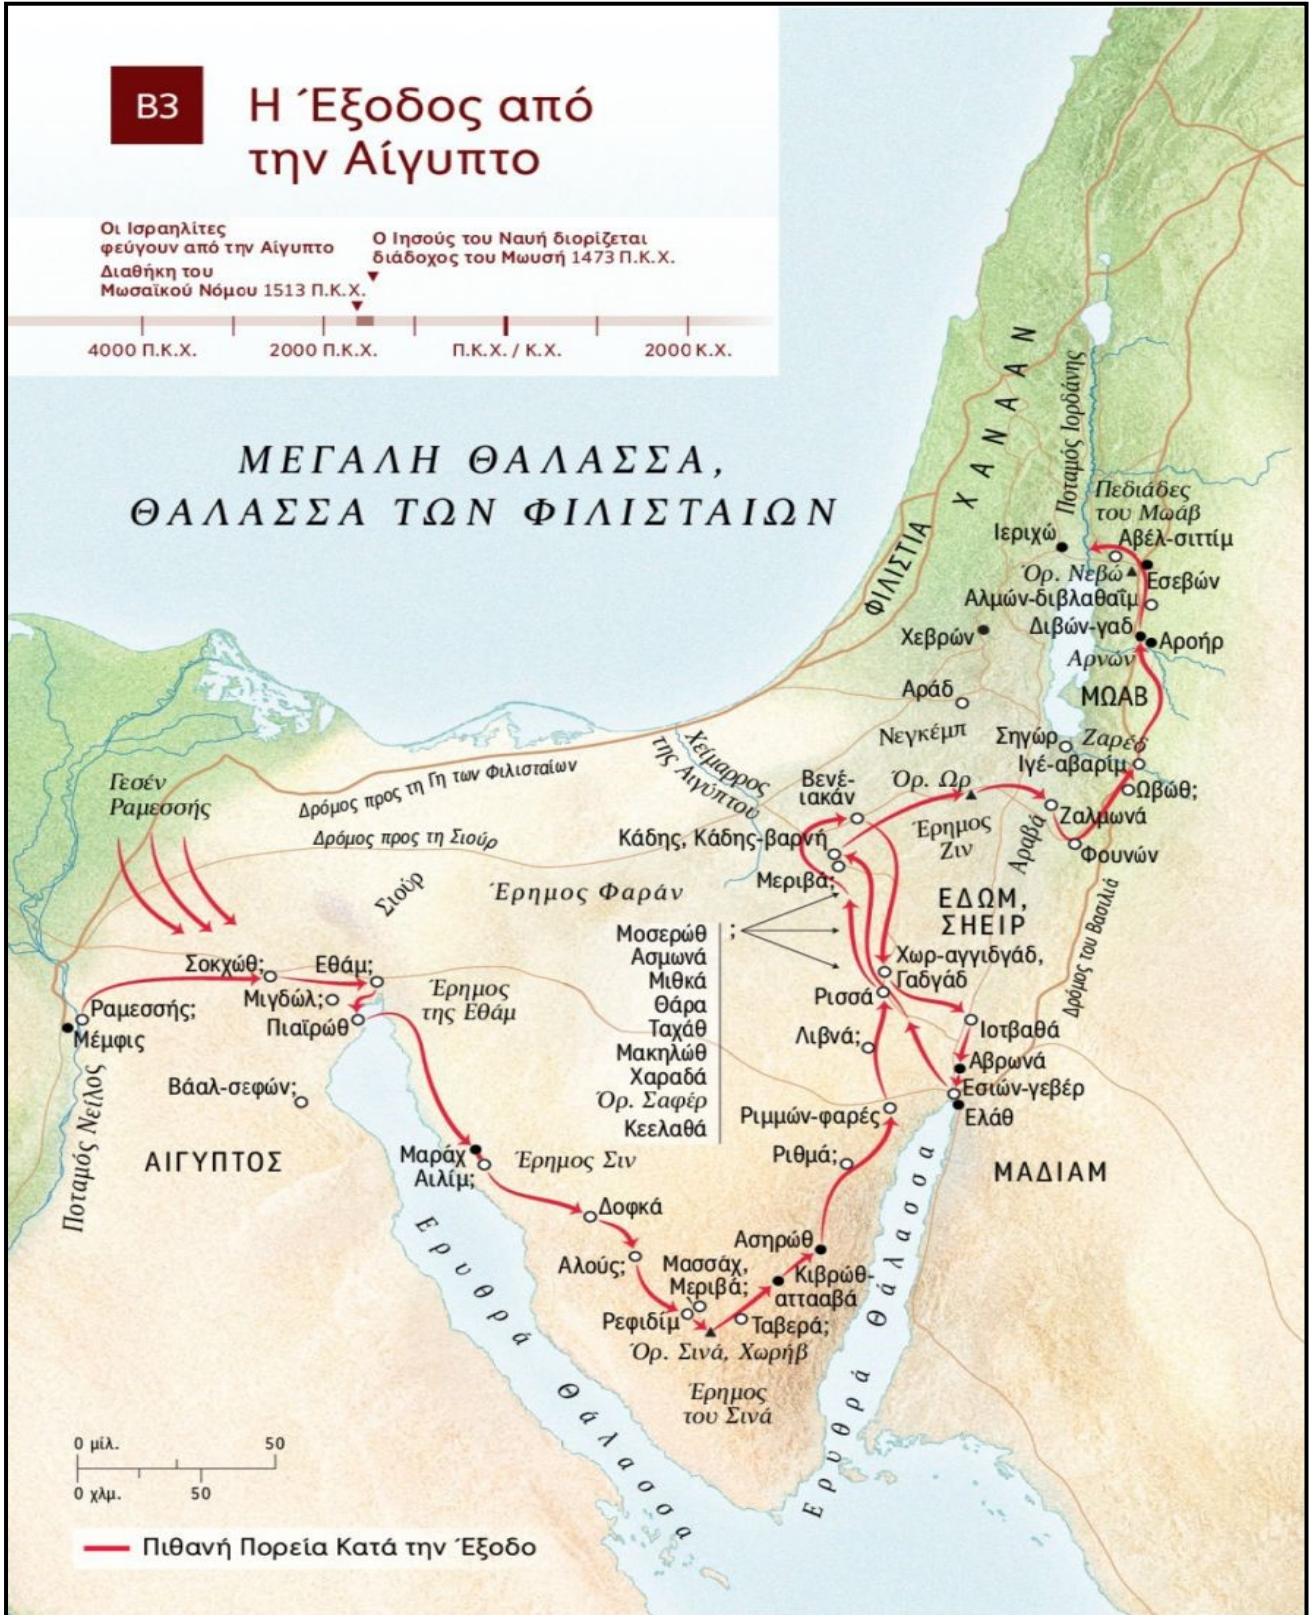 B3
Η Έξοδος από
την Αίγυπτο
Οι Ισραηλίτες
φεύγουν από την Αίγυπτο
Διαθήκη του
Μωσαϊκού Νόμου 1513 Π.Κ.Χ.
Ο Ιησούς του Ναυή διορίζεται
διάδοχος του Μωυσή 1473 Π.Κ.Χ.
4000 Π.Κ.Χ.
2000 Π.Κ.Χ.
Π.Κ.Χ. / Κ.Χ.
2000 Κ.Χ.
ΜΕΓΑΛΗ ΘΑΛΑΣΣΑ,
ΘΑΛΑΣΣΑ ΤΩΝ ΦΙΛΙΣΤΑΙΩΝ
ΧΑΝΑΑΝ
Ποταμός Ιορδάνης
ΦΙΛΙΣΤΙΑ
Πεδιάδες
του Μωάβ
Ιεριχώ
Αβέλ-σιττίμ
Όρ. Νεβώ
Εσεβών
Αλμών-διβλαθαΐμ
Χεβρών
Διβών-γαδ
Αροήρ
Αρνών
Αράδ
ΜΩΑΒ
Νεγκέμπ
Σηγώρ
Ζαρέδ
Ιγέ-αβαρίμ
Ωβώθ;
Χείμαρρος
της Αιγύπτου
Βενέ-
ιακάν
Όρ. Ωρ
Ζαλμωνά
Έρημος
Ζιν
Αραβά
Φουνών
Κάδης, Κάδης-βαρνή
Μεριβά;
ΕΔΩΜ,
ΣΗΕΙΡ
Δρόμος του Βασιλιά
Γεσέν
Ραμεσσής
Δρόμος προς τη Γη των Φιλισταίων
Δρόμος προς τη Σιούρ
Σιούρ
Έρημος Φαράν
Μοσερώθ ;
Ασμωνά
Μιθκά
Θάρα
Ταχάθ
Μακηλώθ
Χαραδά
Όρ. Σαφέρ
Κεελαθά
Χωρ-αγγιδγάδ,
Γαδγάδ
Ρισσά
Λιβνά;
Ιοτβαθά
Αβρωνά
Εσιών-γεβέρ
Ελάθ
Σοκχώθ;
Εθάμ;
Μιγδώλ;
Πιαϊρώθ
Έρημος
της Εθάμ
Ραμεσσής;
Μέμφις
Βάαλ-σεφών;
Ποταμός Νείλος
ΑΙΓΥΠΤΟΣ
Ριμμών-φαρές
Ριθμά;
ΜΑΔΙΑΜ
Μαράχ
Αιλίμ;
Έρημος Σιν
Δοφκά
Αλούς;
Ασηρώθ
Μασσάχ,
Μεριβά;
Κιβρώθ-
αττααβά
Ρεφιδίμ
Ταβερά;
Όρ. Σινά, Χωρήβ
Έρημος
του Σινά
Ερυθρά Θάλασσα
Ερυθρά Θάλασσα
0 μίλ. 50
0 χλμ. 50
Πιθανή Πορεία Κατά την Έξοδο